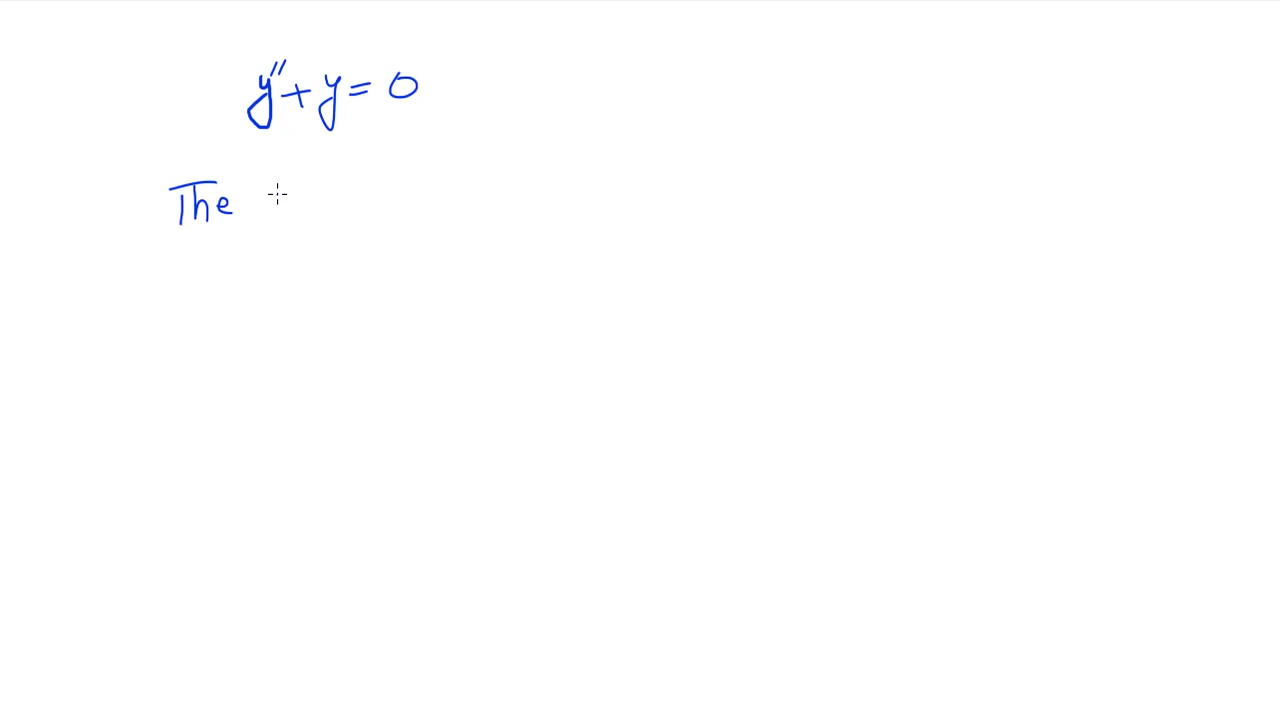 y'' + y = 0
The